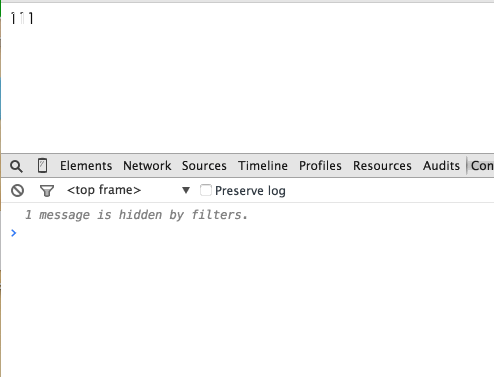 111
Elements Network Sources Timeline Profiles Resources Audits Con
<top frame> ▼ Preserve log
1 message is hidden by filters.
>